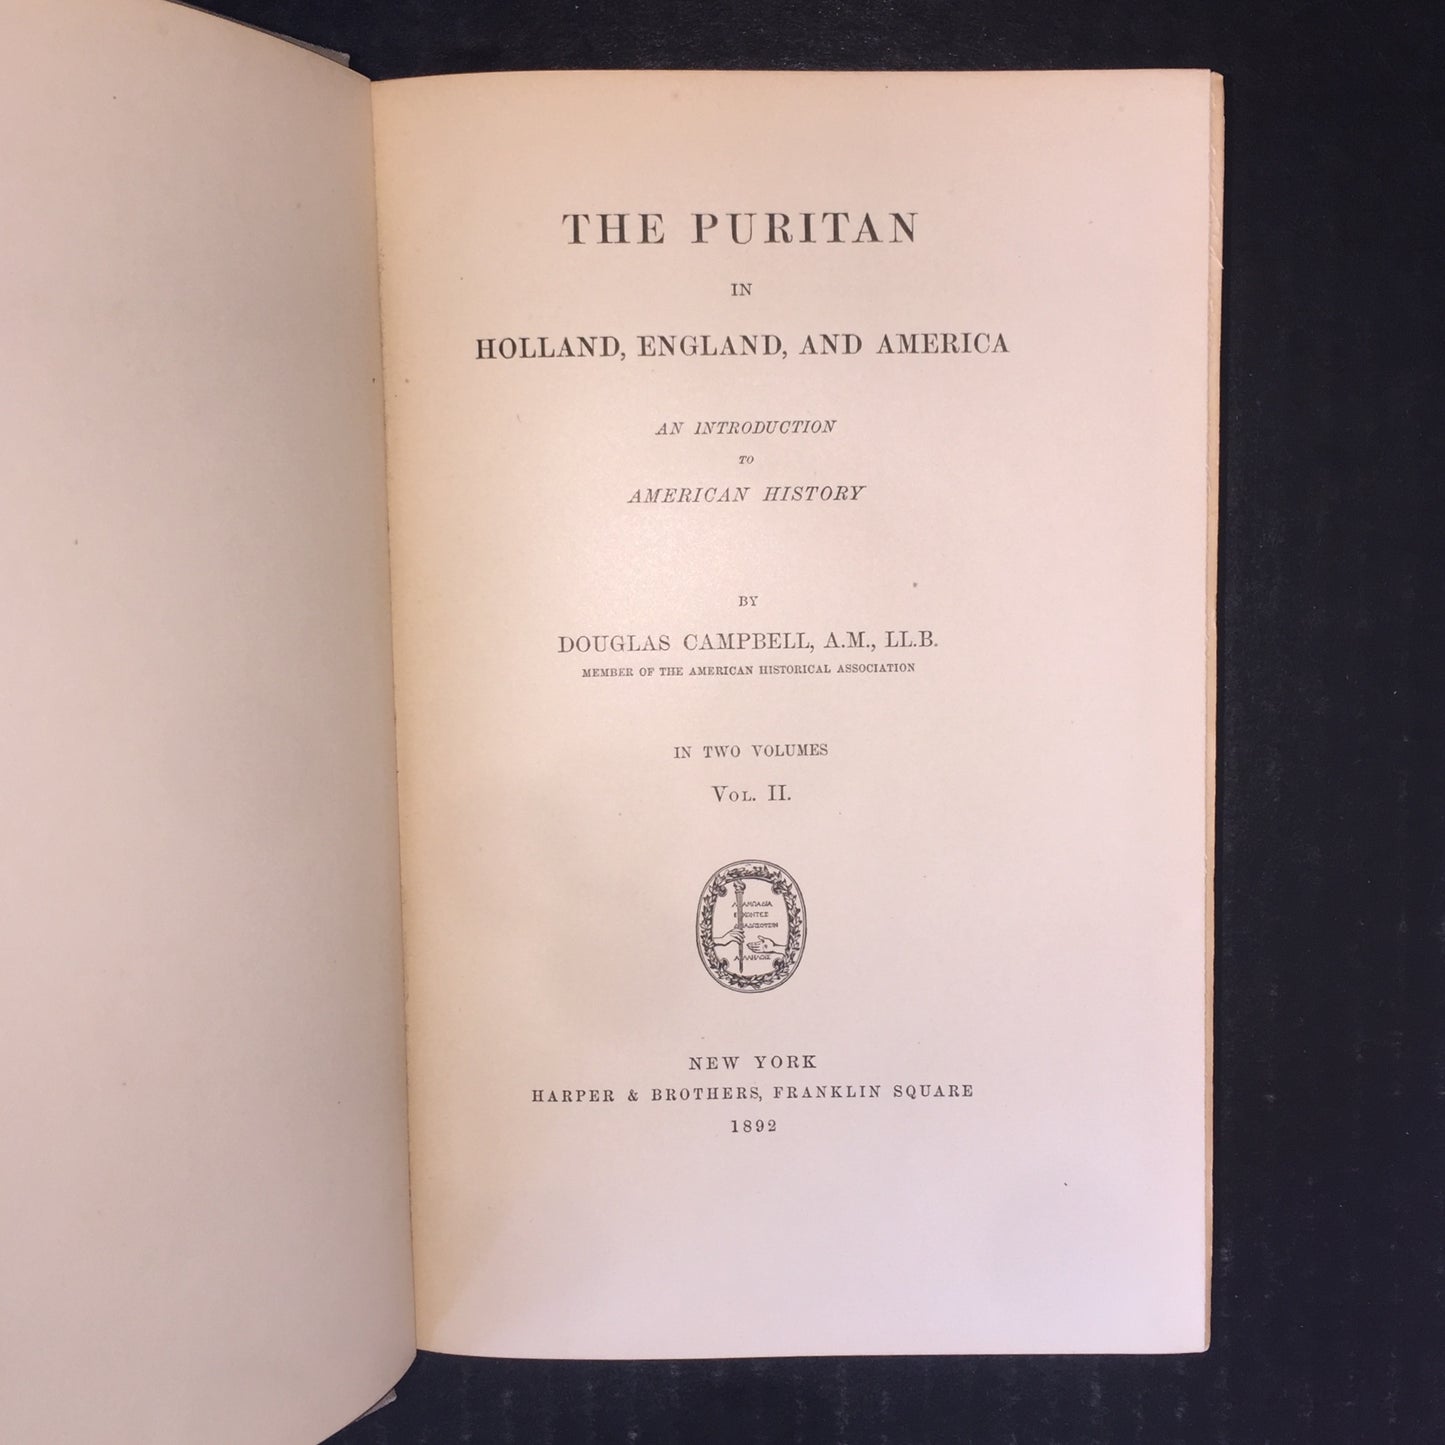 THE PURITAN
IN
HOLLAND, ENGLAND, AND AMERICA
AN INTRODUCTION
TO
AMERICAN HISTORY
BY
DOUGLAS CAMPBELL, A.M., LL.B.
MEMBER OF THE AMERICAN HISTORICAL ASSOCIATION
IN TWO VOLUMES
VOL. II.
NEW YORK
HARPER & BROTHERS, FRANKLIN SQUARE
1892